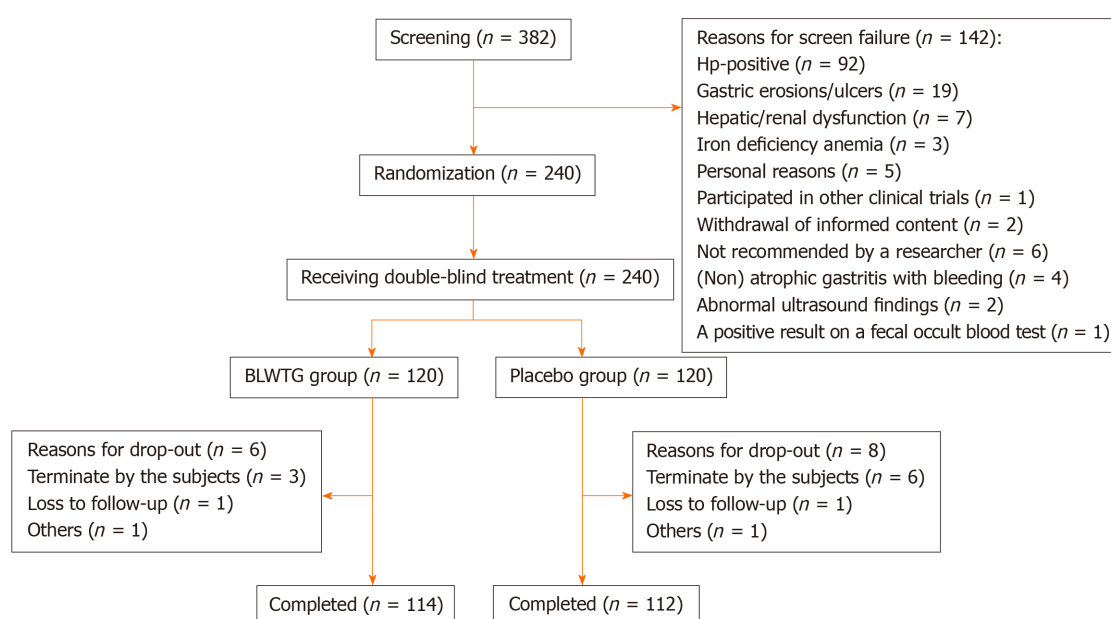 Screening (n = 382)
Reasons for screen failure (n = 142):
Hp-positive (n = 92)
Gastric erosions/ulcers (n = 19)
Hepatic/renal dysfunction (n = 7)
Iron deficiency anemia (n = 3)
Personal reasons (n = 5)
Participated in other clinical trials (n = 1)
Withdrawal of informed content (n = 2)
Not recommended by a researcher (n = 6)
(Non) atrophic gastritis with bleeding (n = 4)
Abnormal ultrasound findings (n = 2)
A positive result on a fecal occult blood test (n = 1)
Randomization (n = 240)
Receiving double-blind treatment (n = 240)
BLWTG group (n = 120)
Placebo group (n = 120)
Reasons for drop-out (n = 6)
Terminate by the subjects (n = 3)
Loss to follow-up (n = 1)
Others (n = 1)
Reasons for drop-out (n = 8)
Terminate by the subjects (n = 6)
Loss to follow-up (n = 1)
Others (n = 1)
Completed (n = 114)
Completed (n = 112)